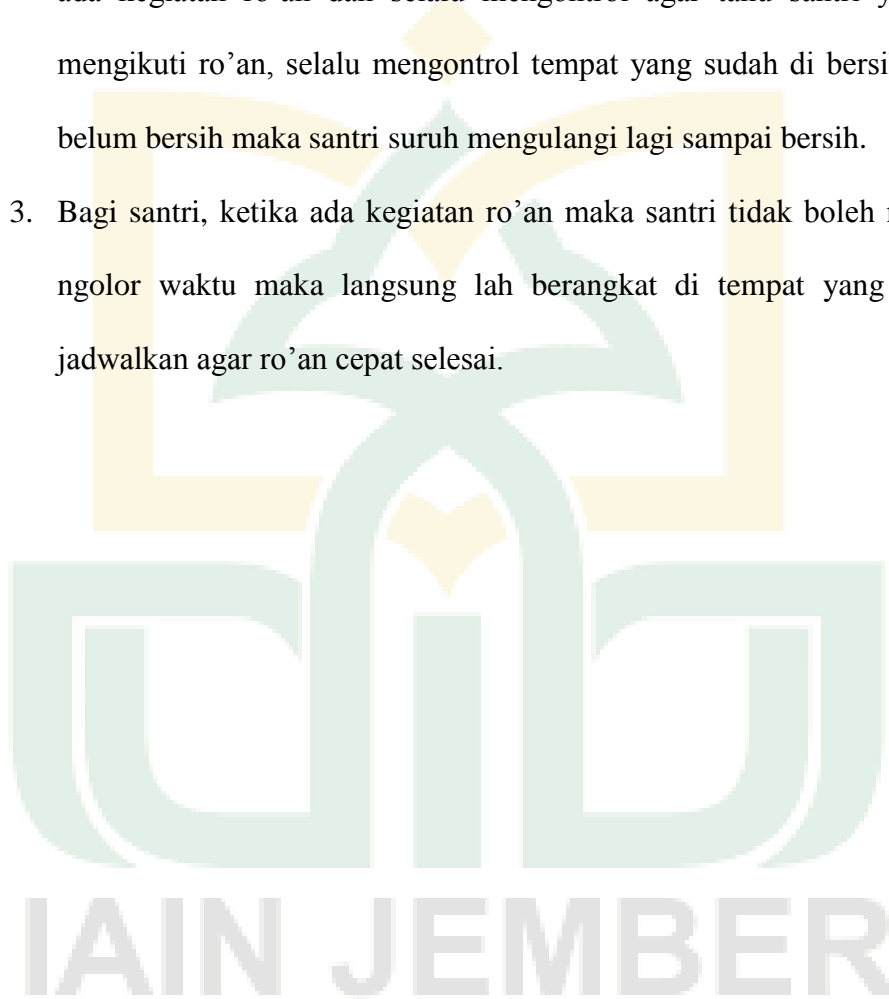 mengikuti ro’an, selalu mengontrol tempat yang sudah di
belum bersih maka santri suruh mengulangi lagi sampai bersih.
3. Bagi santri, ketika ada kegiatan ro’an maka santri tidak boleh
ngolor waktu maka langsung lah berangkat di tempat yang
jadwalkan agar ro’an cepat selesai.
IAIN JEMBER